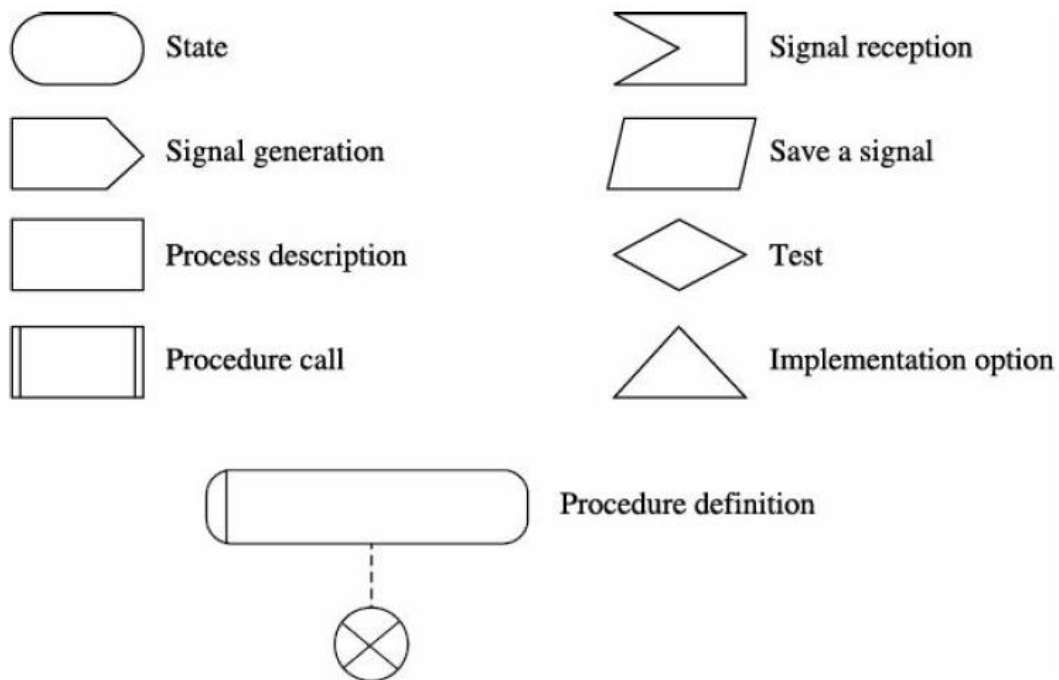 State
Signal reception
Signal generation
Save a signal
Process description
Test
Procedure call
Implementation option
Procedure definition